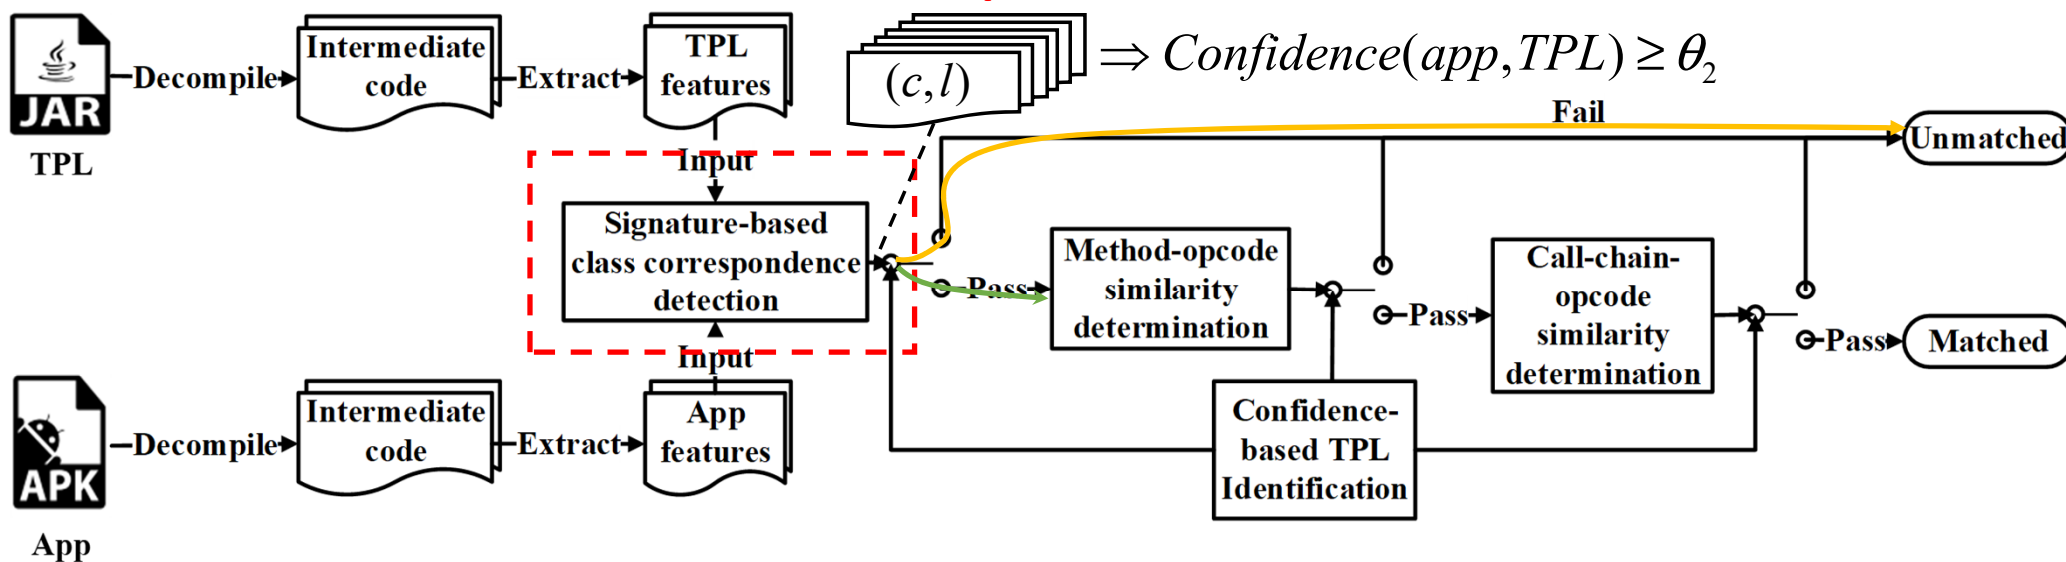 JAR
TPL
Decompile
Intermediate
code
Extract
TPL
features
(c,l)
⇒ Confidence(app,TPL) ≥ θ₂
Input
Signature-based
class correspondence
detection
Input
APK
App
Decompile
Intermediate
code
Extract
App
features
Fail
Unmatched
Pass
Method-opcode
similarity
determination
Pass
Call-chain-
opcode
similarity
determination
Pass
Matched
Confidence-
based TPL
Identification